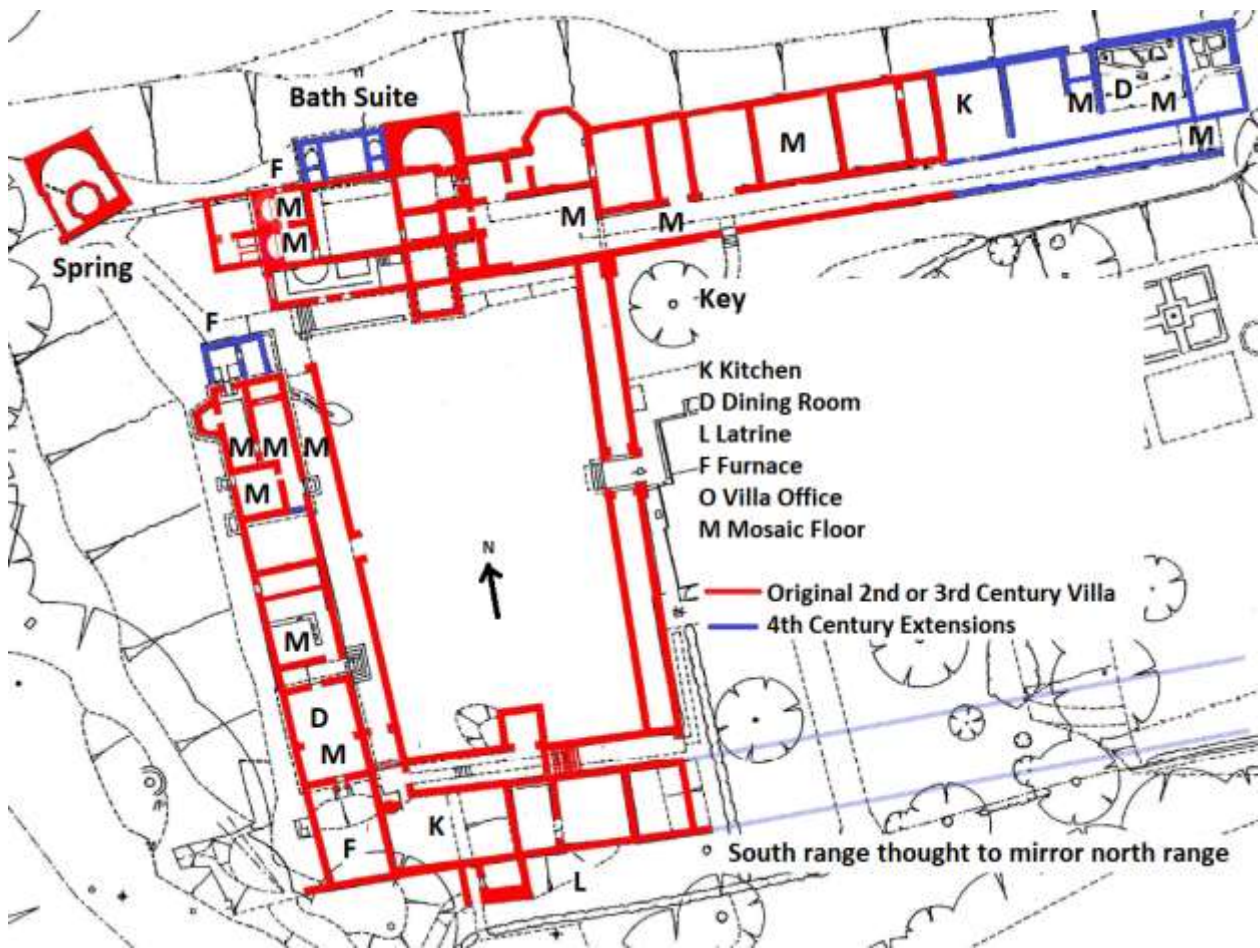 Bath Suite
K
D
M
M
M
F
M
M
M
M
M
Spring
F
Key
K Kitchen
D Dining Room
L Latrine
F Furnace
O Villa Office
M Mosaic Floor
M
M
M
M
N
Original 2nd or 3rd Century Villa
4th Century Extensions
M
D
M
K
F
L
South range thought to mirror north range